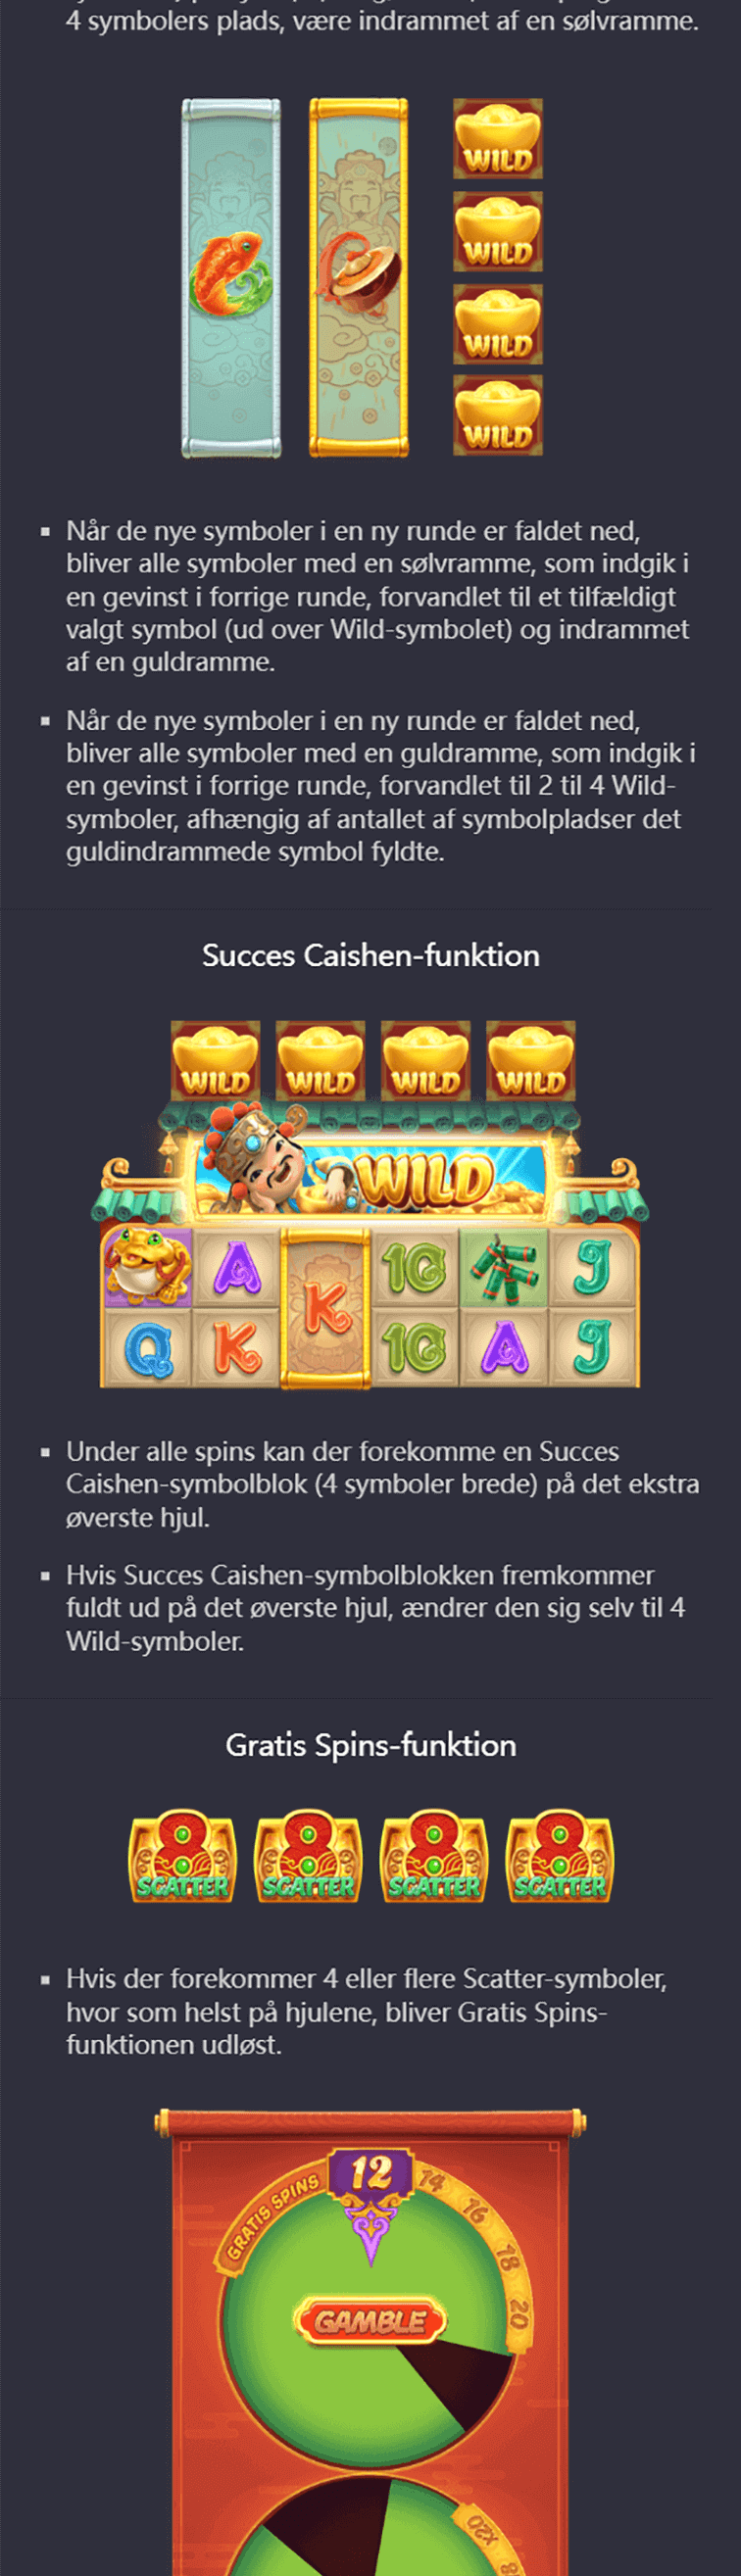 4 symbolers plads, være indrammet af en sølvramme.
WILD
WILD
WILD
WILD
Når de nye symboler i en ny runde er faldet ned,
bliver alle symboler med en sølvramme, som indgik i
en gevinst i forrige runde, forvandlet til et tilfældigt
valgt symbol (ud over Wild-symbolet) og indrammet
af en guldramme.
Når de nye symboler i en ny runde er faldet ned,
bliver alle symboler med en guldramme, som indgik i
en gevinst i forrige runde, forvandlet til 2 til 4 Wild-
symboler, afhængig af antallet af symbolpladser det
guldindrammede symbol fyldte.
Succes Caishen-funktion
WILD WILD WILD WILD
WILD
A K 10 J
Q K 10 A J
Under alle spins kan der forekomme en Succes
Caishen-symbolblok (4 symboler brede) på det ekstra
øverste hjul.
Hvis Succes Caishen-symbolblokken fremkommer
fuldt ud på det øverste hjul, ændrer den sig selv til 4
Wild-symboler.
Gratis Spins-funktion
8 8 8 8
SCATTER SCATTER SCATTER SCATTER
Hvis der forekommer 4 eller flere Scatter-symboler,
hvor som helst på hjulene, bliver Gratis Spins-
funktionen udløst.
GRATIS SPINS 12 14 16 18 20
GAMBLE
x20